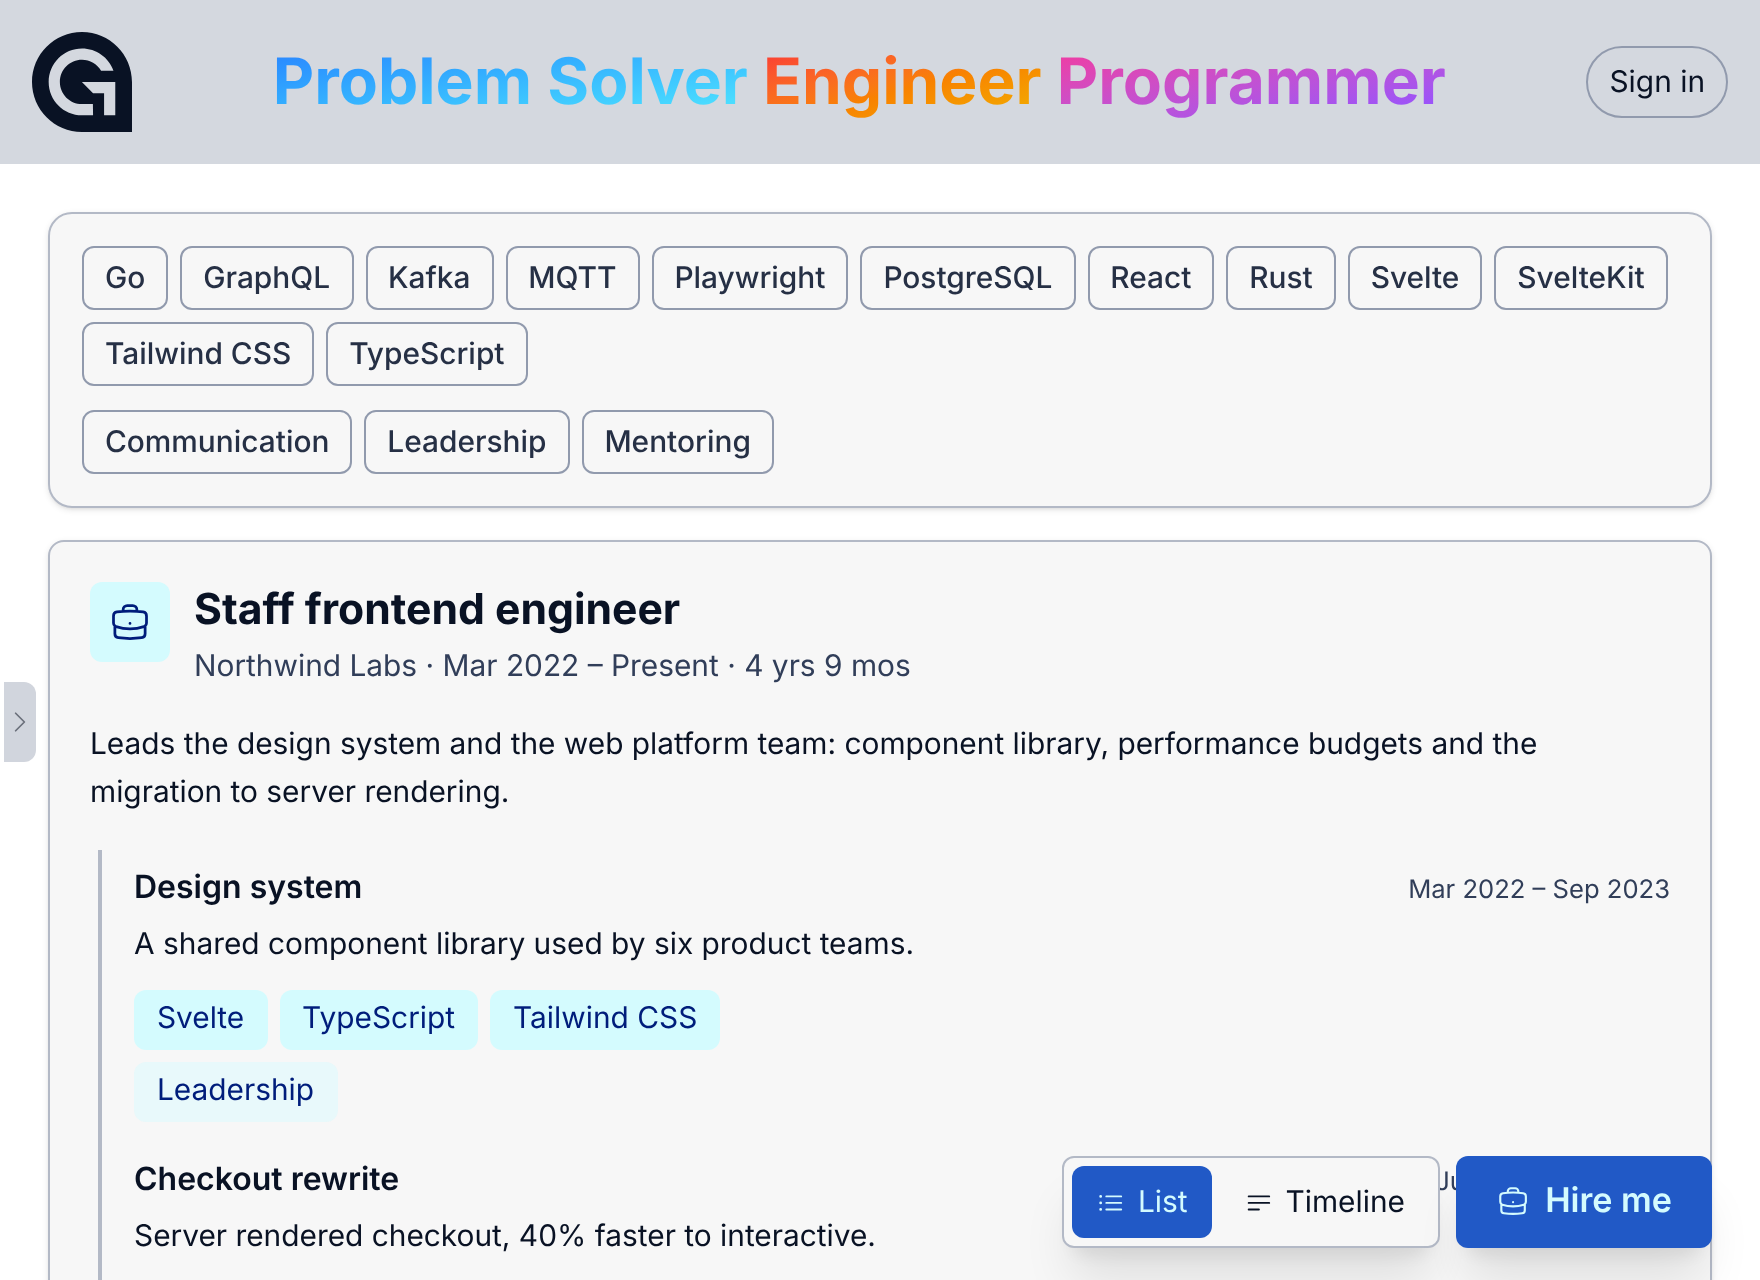 Problem Solver Engineer Programmer
Sign in
Go GraphQL Kafka MQTT Playwright PostgreSQL React Rust Svelte SvelteKit
Tailwind CSS TypeScript
Communication Leadership Mentoring
Staff frontend engineer
Northwind Labs · Mar 2022 – Present · 4 yrs 9 mos
Leads the design system and the web platform team: component library, performance budgets and the
migration to server rendering.
Design system
Mar 2022 – Sep 2023
A shared component library used by six product teams.
Svelte TypeScript Tailwind CSS
Leadership
Checkout rewrite
Server rendered checkout, 40% faster to interactive.
List Timeline
Hire me